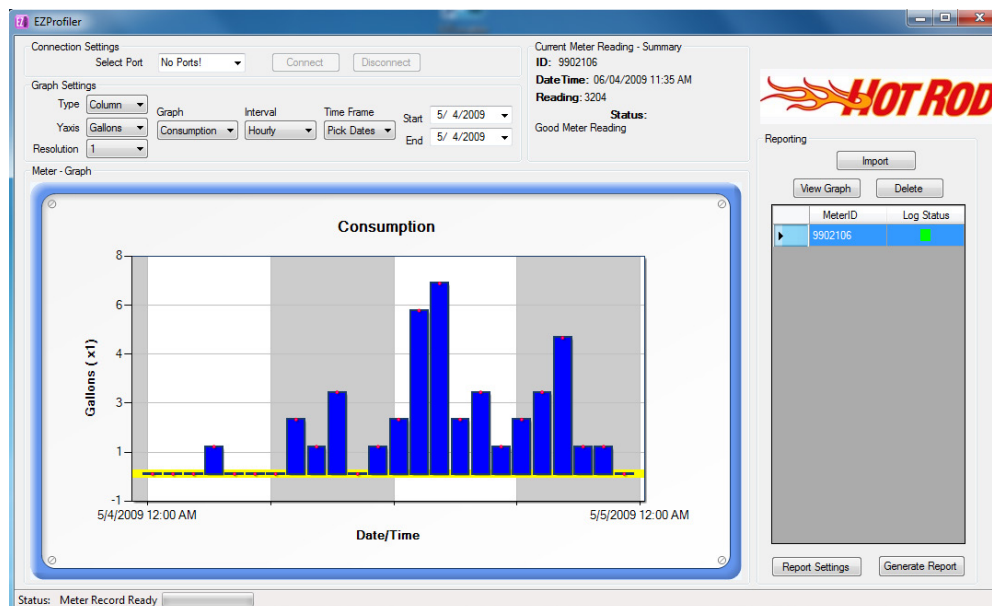 EZ EZProfiler
Connection Settings
Select Port No Ports! Connect Disconnect
Graph Settings
Type Column
Yaxis Gallons
Resolution 1
Graph
Consumption
Interval
Hourly
Time Frame
Pick Dates
Start 5/ 4/2009
End 5/ 4/2009
Current Meter Reading - Summary
ID: 9902106
DateTime: 06/04/2009 11:35 AM
Reading: 3204
Status:
Good Meter Reading
HOT ROD
Reporting
Import
View Graph Delete
MeterID Log Status
9902106
Report Settings Generate Report
Meter - Graph
Consumption
Gallons ( x1)
8
6
4
3
1
-1
5/4/2009 12:00 AM 5/5/2009 12:00 AM
Date/Time
Status: Meter Record Ready